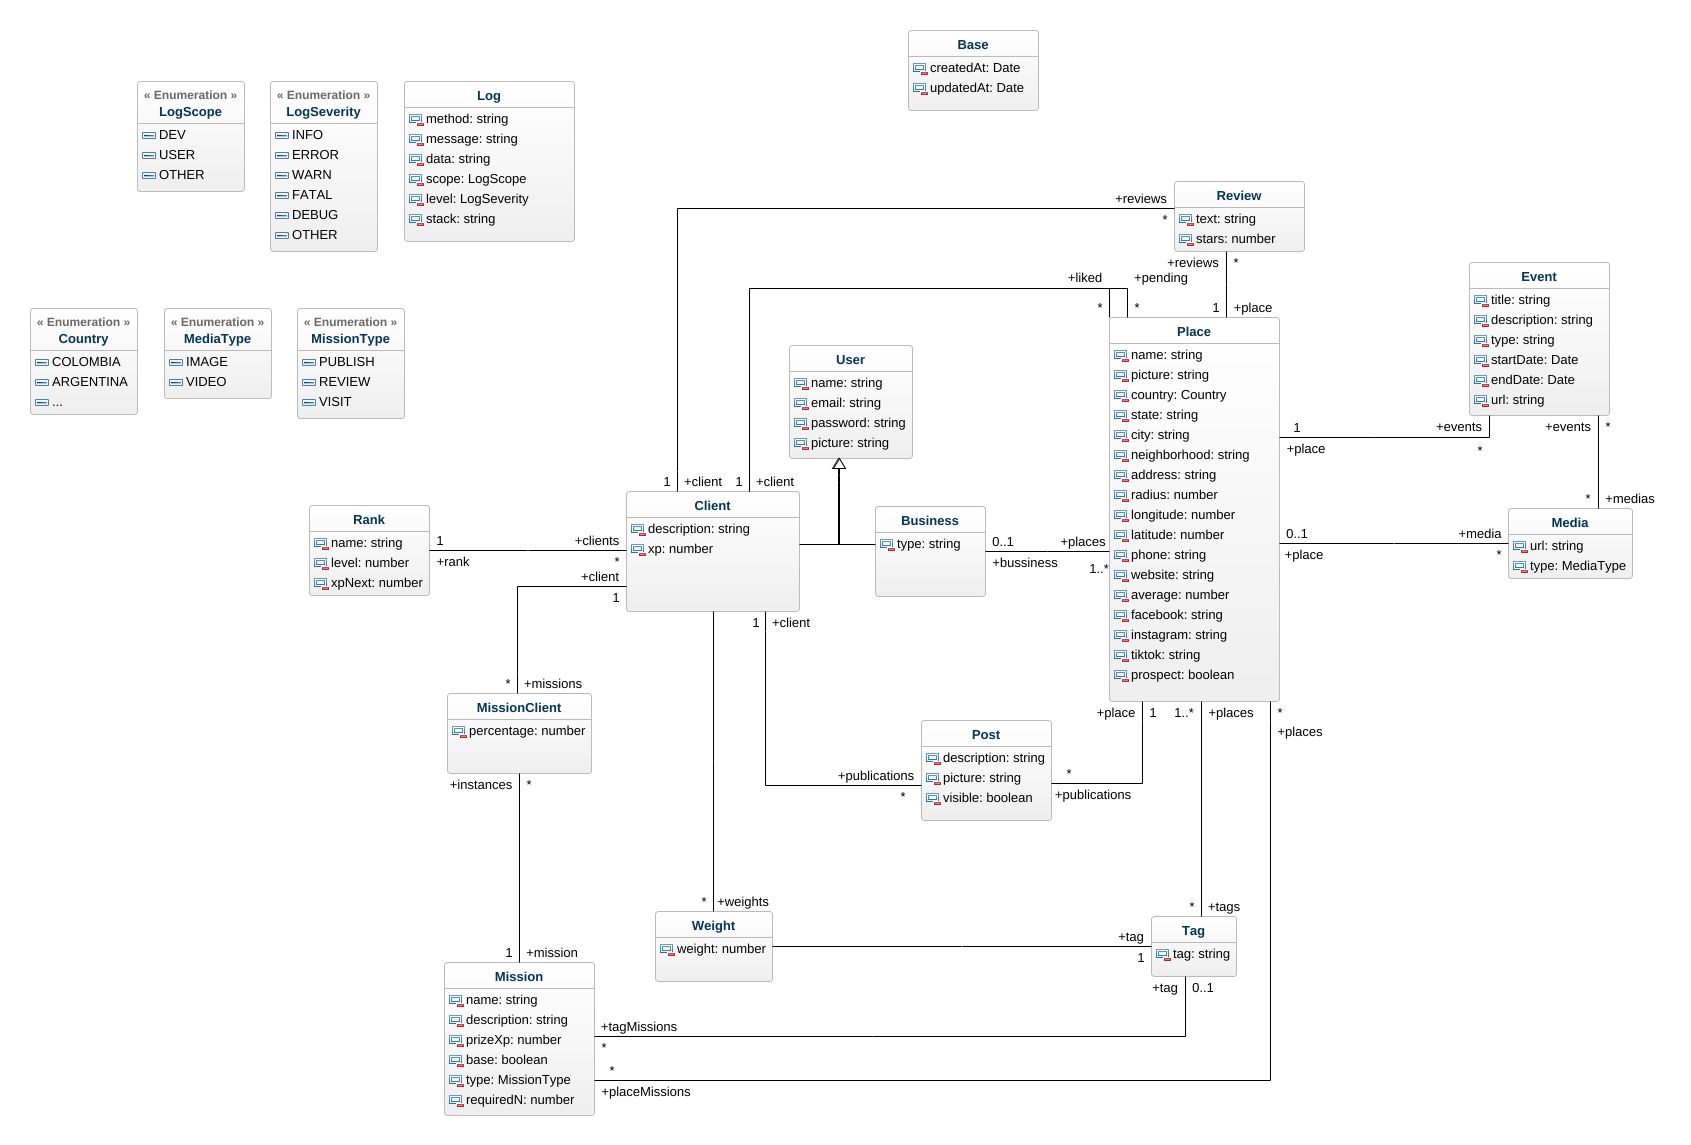 Base
createdAt: Date
updatedAt: Date
« Enumeration »
LogScope
DEV
USER
OTHER
« Enumeration »
LogSeverity
INFO
ERROR
WARN
FATAL
DEBUG
OTHER
Log
method: string
message: string
data: string
scope: LogScope
level: LogSeverity
stack: string
« Enumeration »
Country
COLOMBIA
ARGENTINA
...
« Enumeration »
MediaType
IMAGE
VIDEO
« Enumeration »
MissionType
PUBLISH
REVIEW
VISIT
+reviews
*
Review
text: string
stars: number
+reviews
*
1
+place
+liked
*
+pending
*
Event
title: string
description: string
type: string
startDate: Date
endDate: Date
url: string
User
name: string
email: string
password: string
picture: string
Place
name: string
picture: string
country: Country
state: string
city: string
neighborhood: string
address: string
radius: number
longitude: number
latitude: number
phone: string
website: string
average: number
facebook: string
instagram: string
tiktok: string
prospect: boolean
1
+place
+events
*
+events
*
*
+medias
Media
url: string
type: MediaType
0..1
+place
+media
*
1
+client
1
+client
Client
description: string
xp: number
Business
type: string
0..1
+bussiness
+places
1..*
Rank
name: string
level: number
xpNext: number
1
+rank
+clients
*
+client
1
1
+client
*
+missions
MissionClient
percentage: number
+instances
*
1
+mission
+place
1
1..*
+places
*
+places
Post
description: string
picture: string
visible: boolean
+publications
*
*
+publications
*
+weights
Weight
weight: number
+tag
1
*
+tags
Tag
tag: string
+tag
0..1
Mission
name: string
description: string
prizeXp: number
base: boolean
type: MissionType
requiredN: number
+tagMissions
*
*
+placeMissions